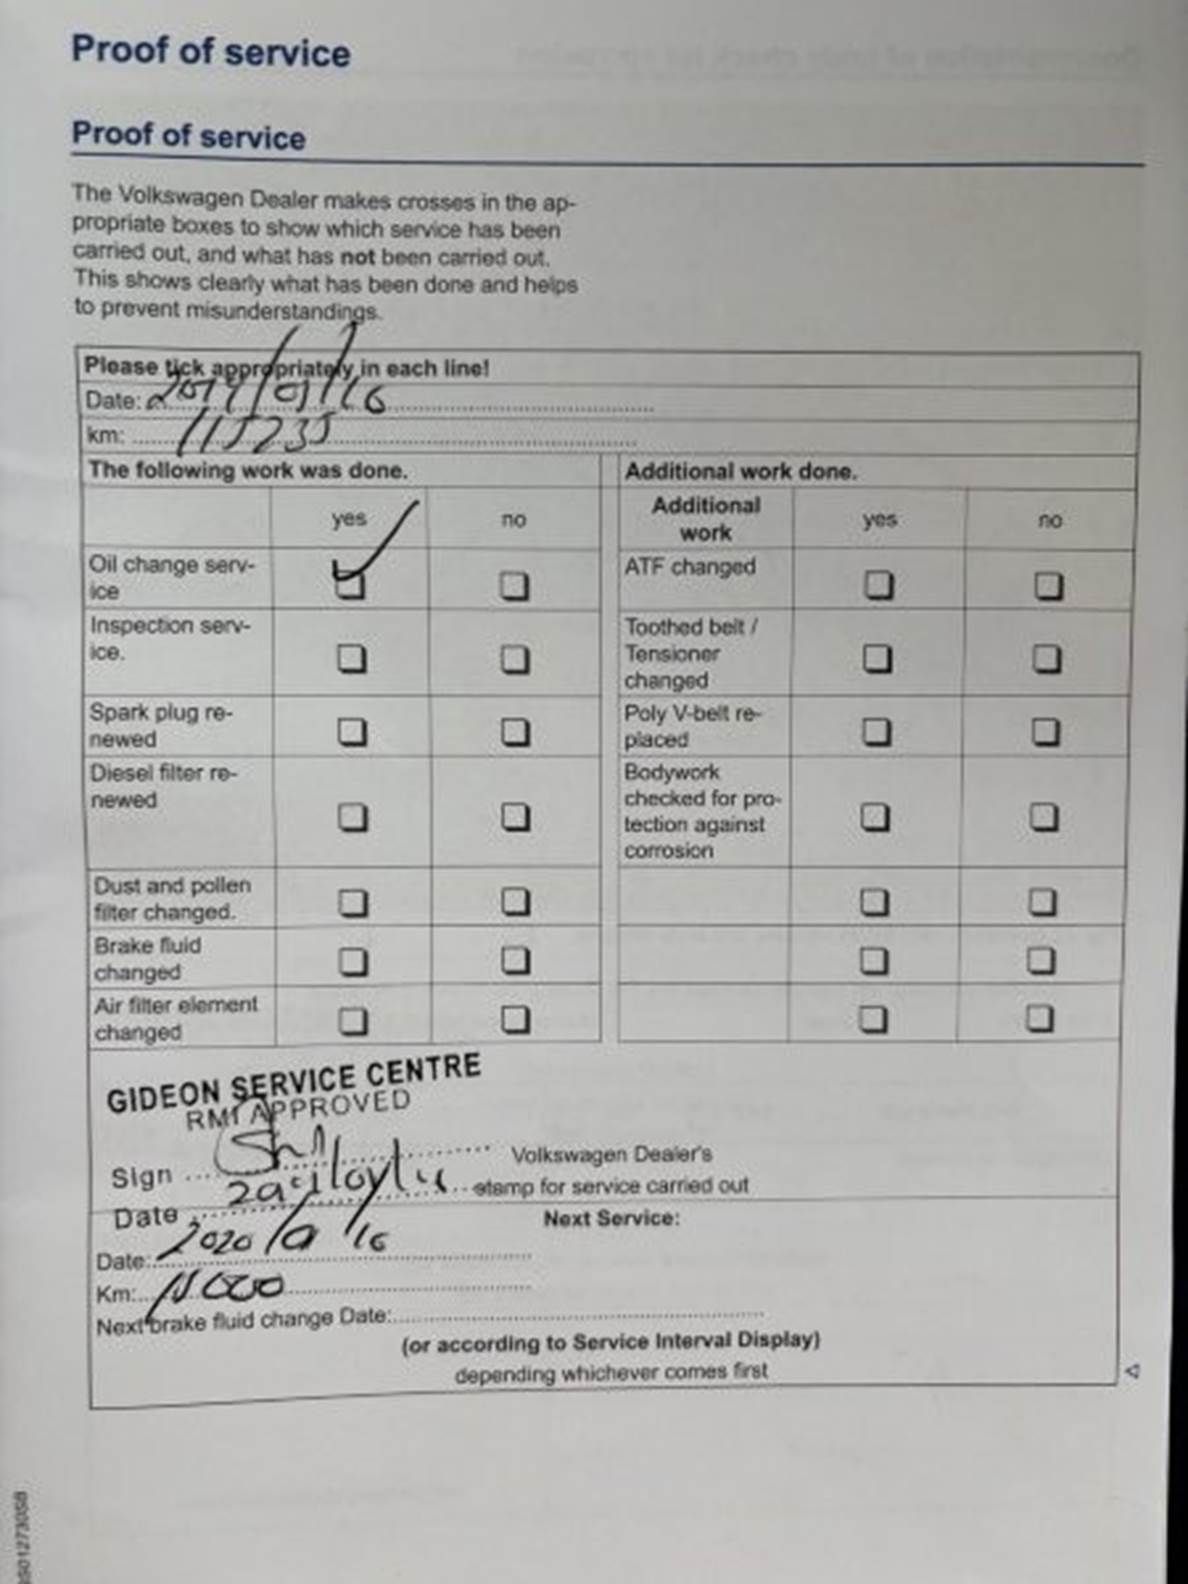 Proof of service
Proof of service
The Volkswagen Dealer makes crosses in the ap-
propriate boxes to show which service has been
carried out, and what has not been carried out.
This shows clearly what has been done and helps
to prevent misunderstandings.
Please tick appropriately in each line!
Date:
km: 115235
The following work was done.
Additional work done.
yes no
Additional
work
yes no
Oil change serv-
ice
ATF changed
Inspection serv-
ice.
Toothed belt /
Tensioner
changed
Spark plug re-
newed
Poly V-belt re-
placed
Diesel filter re-
newed
Bodywork
checked for pro-
tection against
corrosion
Dust and pollen
filter changed.
Brake fluid
changed
Air filter element
changed
GIDEON SERVICE CENTRE
RMI APPROVED
Sign
Volkswagen Dealer's
stamp for service carried out
Date
Next Service:
Date:
Km:
Next brake fluid change Date:
(or according to Service Interval Display)
depending whichever comes first